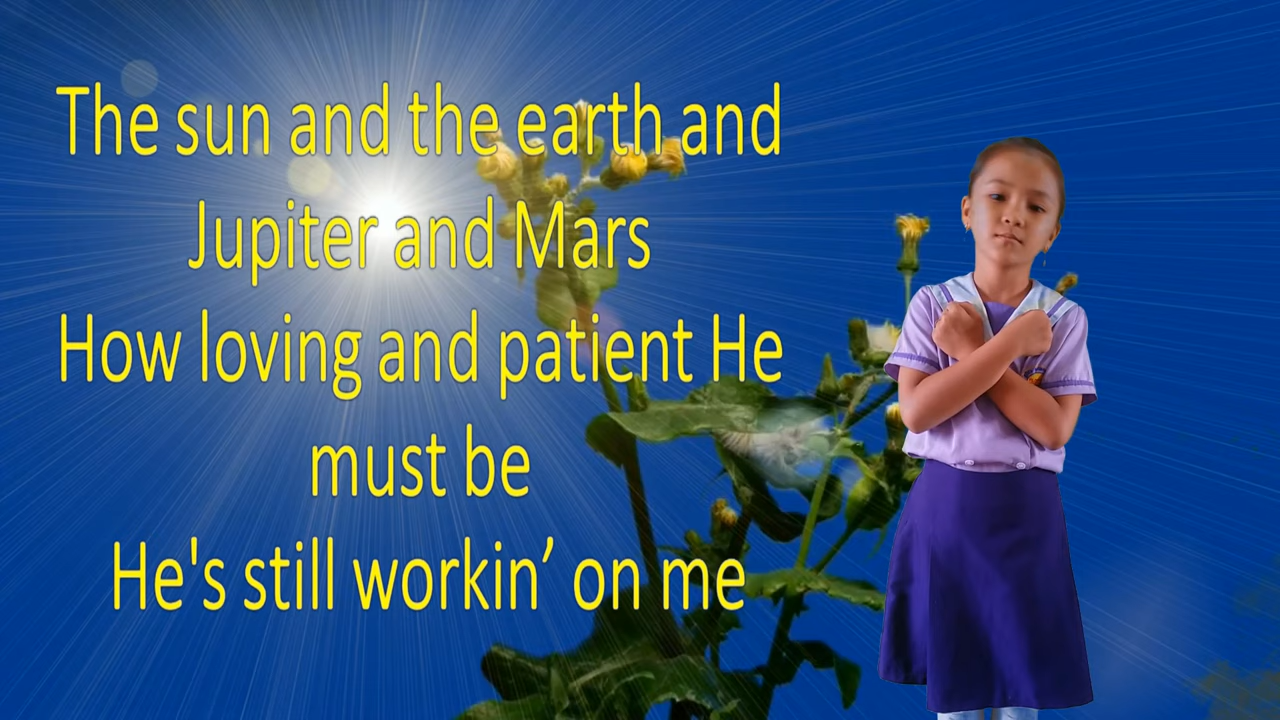 The sun and the earth and
Jupiter and Mars
How loving and patient He
must be
He's still workin’ on me